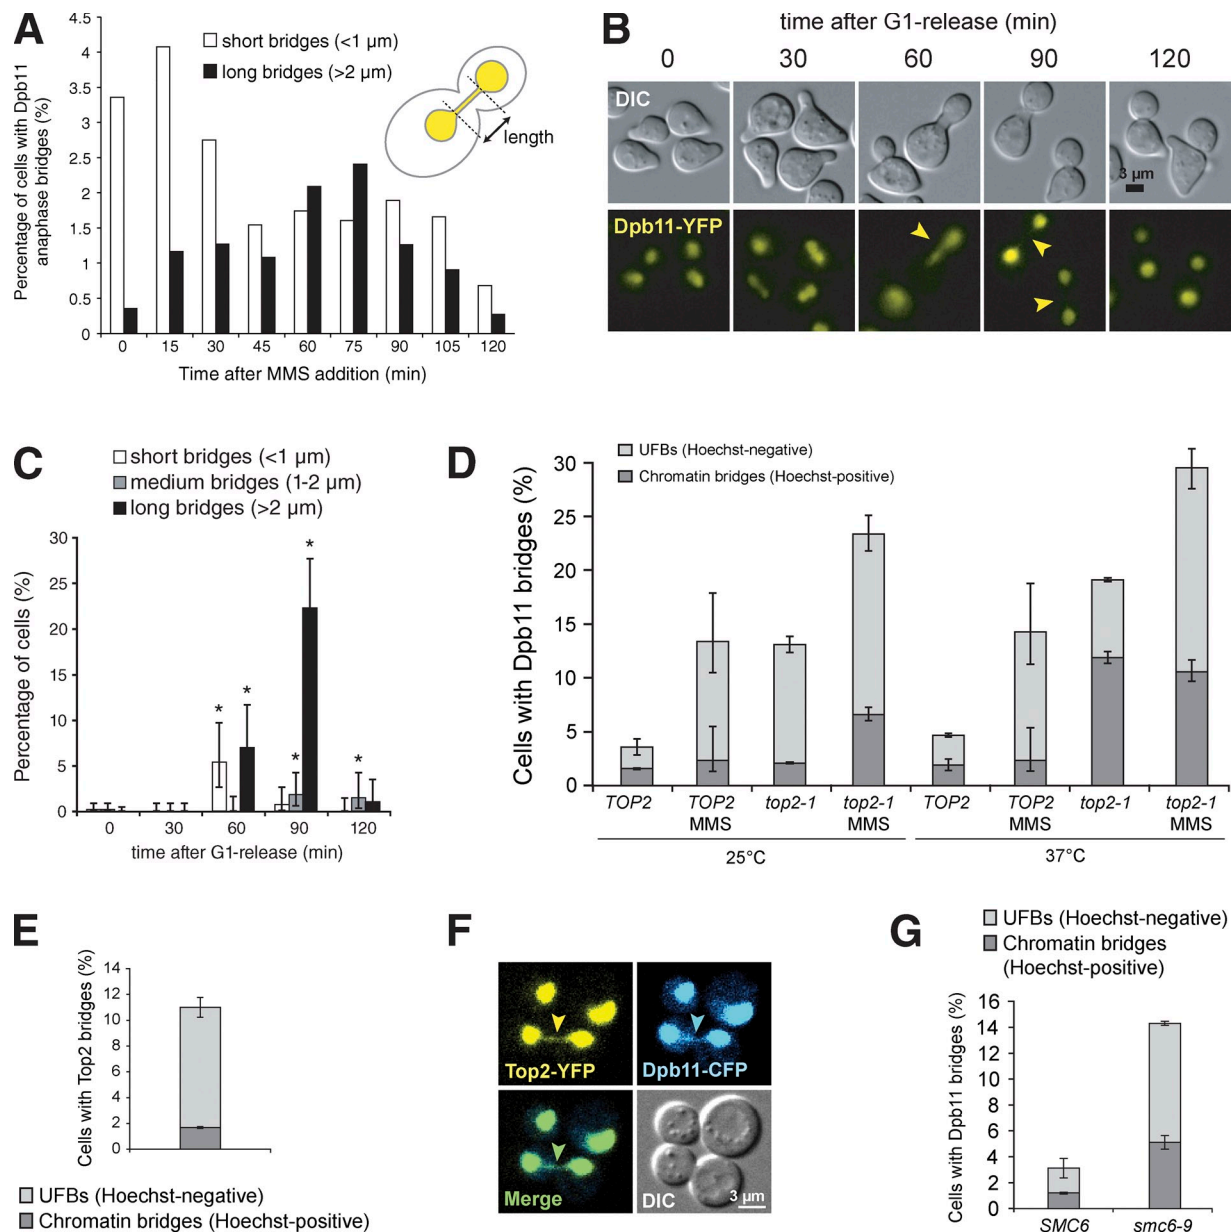 A
short bridges (<1 µm)
long bridges (>2 µm)
length
Percentage of cells with Dpb11
anaphase bridges (%)
4.5
4
3.5
3
2.5
2
1.5
1
0.5
0
0 15 30 45 60 75 90 105 120
Time after MMS addition (min)
B
time after G1-release (min)
0 30 60 90 120
DIC
3 µm
Dpb11-YFP
C
short bridges (<1 µm)
medium bridges (1-2 µm)
long bridges (>2 µm)
Percentage of cells (%)
30
25
20
15
10
5
0
* * * * *
0 30 60 90 120
time after G1-release (min)
D
UFBs (Hoechst-negative)
Chromatin bridges (Hoechst-positive)
Cells with Dpb11 bridges (%)
30
25
20
15
10
5
0
TOP2 TOP2 top2-1 top2-1 TOP2 TOP2 top2-1 top2-1
MMS MMS MMS MMS
25°C 37°C
E
Cells with Top2 bridges (%)
14
12
10
8
6
4
2
0
UFBs (Hoechst-negative)
Chromatin bridges (Hoechst-positive)
F
Top2-YFP
Dpb11-CFP
Merge
DIC
3 µm
G
UFBs (Hoechst-negative)
Chromatin bridges
(Hoechst-positive)
Cells with Dpb11 bridges (%)
16
14
12
10
8
6
4
2
0
SMC6 smc6-9